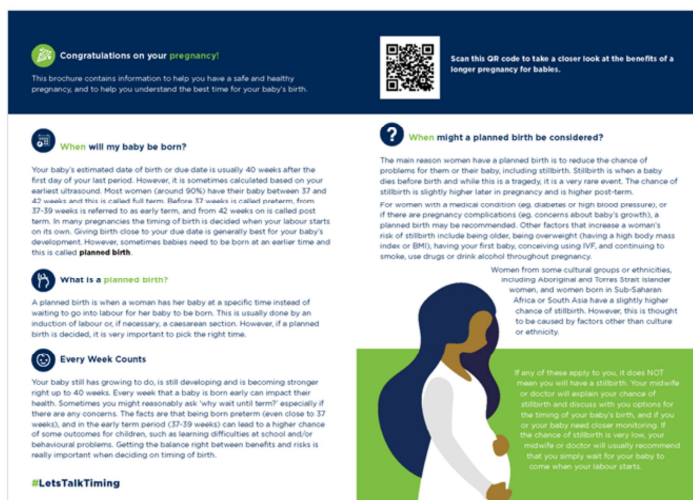 Congratulations on your pregnancy!
This brochure contains information to help you have a safe and healthy
pregnancy, and to help you understand the best time for your baby's birth.
Scan this QR code to take a closer look at the benefits of a
longer pregnancy for babies.
When will my baby be born?
Your baby's estimated date of birth or due date is usually 40 weeks after the
first day of your last period. However, it is sometimes calculated based on your
earliest ultrasound. Most women (around 90%) have their baby between 37 and
42 weeks and this is called full term. Before 37 weeks is called preterm, from
37-39 weeks is referred to as early term, and from 42 weeks on is called post
term. In many pregnancies the timing of birth is decided when your labour starts
on its own. Giving birth close to your due date is generally best for your baby's
development. However, sometimes babies need to be born at an earlier time and
this is called planned birth.
What is a planned birth?
A planned birth is when a woman has her baby at a specific time instead of
waiting to go into labour for her baby to be born. This is usually done by an
induction of labour or, if necessary, a caesarean section. However, if a planned
birth is decided, it is very important to pick the right time.
Every Week Counts
Your baby still has growing to do, is still developing and is becoming stronger
right up to 40 weeks. Every week that a baby is born early can impact their
health. Sometimes you might reasonably ask 'why wait until term?' especially if
there are any concerns. The facts are that being born preterm (even close to 37
weeks), and in the early term period (37-39 weeks) can lead to a higher chance
of some outcomes for children, such as learning difficulties at school and/or
behavioural problems. Getting the balance right between benefits and risks is
really important when deciding on timing of birth.
#LetsTalkTiming
When might a planned birth be considered?
The main reason women have a planned birth is to reduce the chance of
problems for them or their baby, including stillbirth. Stillbirth is when a baby
dies before birth and while this is a tragedy, it is a very rare event. The chance of
stillbirth is slightly higher later in pregnancy and is higher post-term.
For women with a medical condition (eg. diabetes or high blood pressure), or
if there are pregnancy complications (eg. concerns about baby's growth), a
planned birth may be recommended. Other factors that increase a woman's
risk of stillbirth include being older, being overweight (having a high body mass
index or BMI), having your first baby, conceiving using IVF, and continuing to
smoke, use drugs or drink alcohol throughout pregnancy.
Women from some cultural groups or ethnicities,
including Aboriginal and Torres Strait Islander
women, and women born in Sub-Saharan
Africa or South Asia have a slightly higher
chance of stillbirth. However, this is thought
to be caused by factors other than culture
or ethnicity.
If any of these apply to you, it does NOT
mean you will have a stillbirth. Your midwife
or doctor will explain your chance of
stillbirth and discuss with you options for
the timing of your baby's birth, and if you
or your baby need closer monitoring. If
the chance of stillbirth is very low, your
midwife or doctor will usually recommend
that you simply wait for your baby to
come when your labour starts.